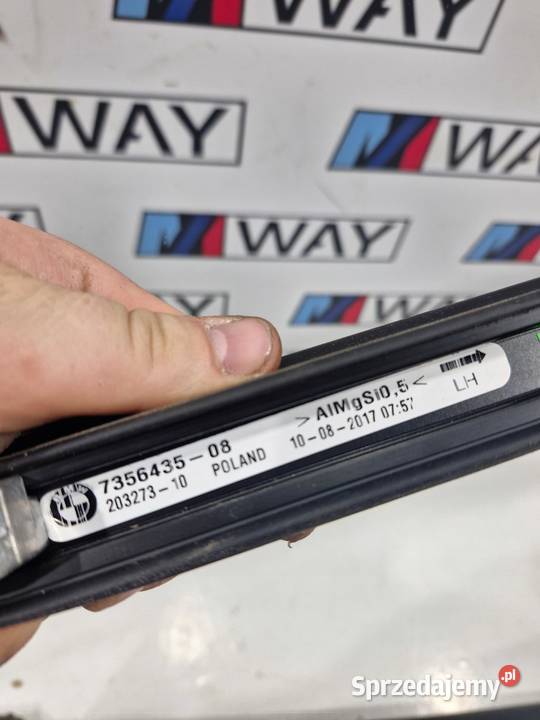 WAY
WAY
WAY
WAY
WAY
7356435-08
203273-10 POLAND
>AlMgSi0,5<
10-08-2017 07:57
LH
Sprzedajemy.pl